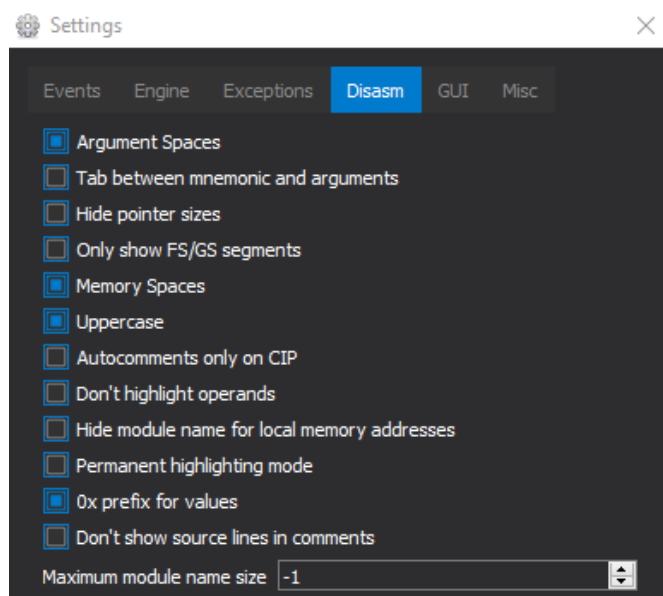 Settings
Events Engine Exceptions Disasm GUI Misc
Argument Spaces
Tab between mnemonic and arguments
Hide pointer sizes
Only show FS/GS segments
Memory Spaces
Uppercase
Autocomments only on CIP
Don't highlight operands
Hide module name for local memory addresses
Permanent highlighting mode
0x prefix for values
Don't show source lines in comments
Maximum module name size -1